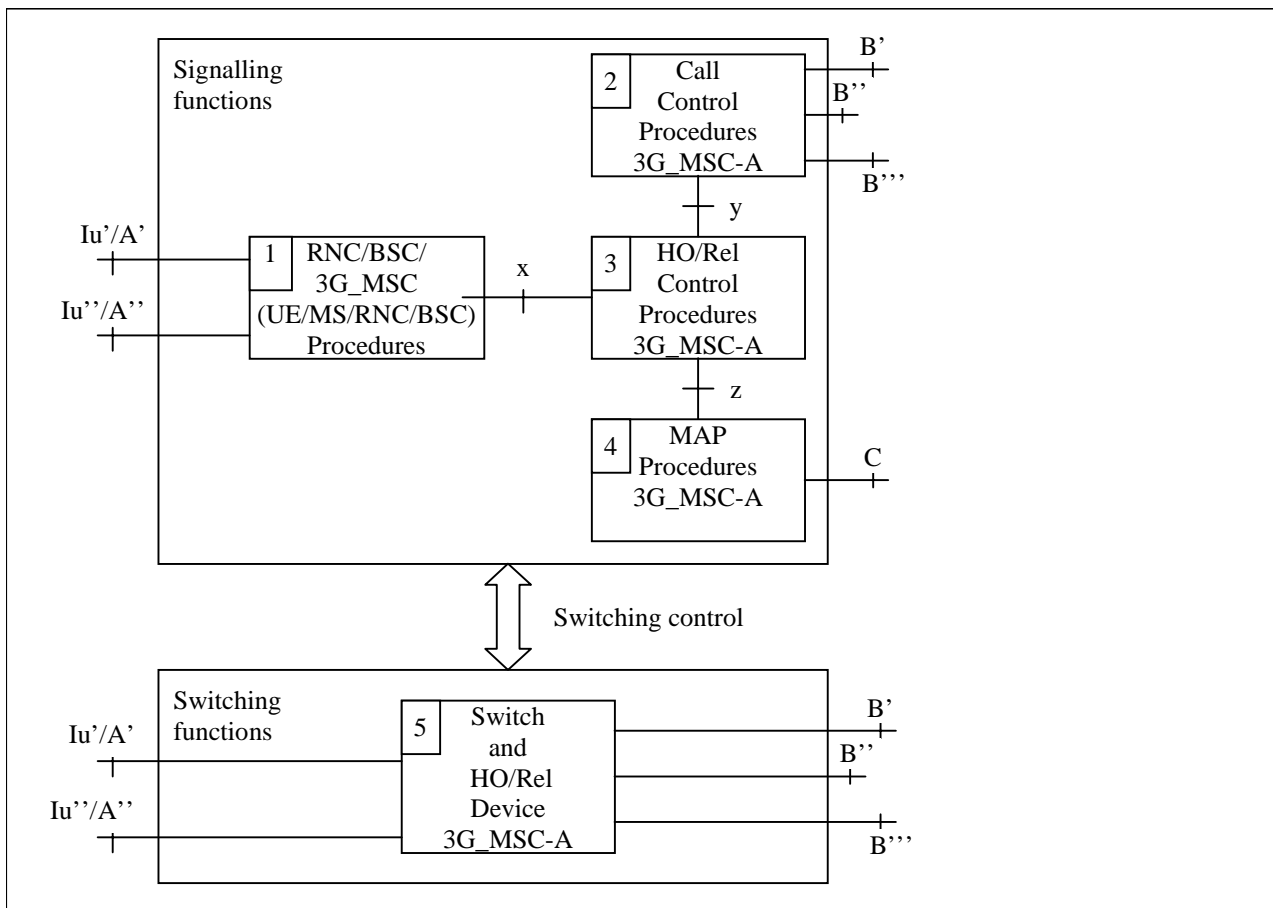 Signalling
functions
2
Call
Control
Procedures
3G_MSC-A
B'
B''
B'''
y
Iu'/A'
Iu''/A''
1
RNC/BSC/
3G_MSC
(UE/MS/RNC/BSC)
Procedures
x
3
HO/Rel
Control
Procedures
3G_MSC-A
z
4
MAP
Procedures
3G_MSC-A
C
Switching control
Switching
functions
Iu'/A'
Iu''/A''
5
Switch
and
HO/Rel
Device
3G_MSC-A
B'
B''
B'''